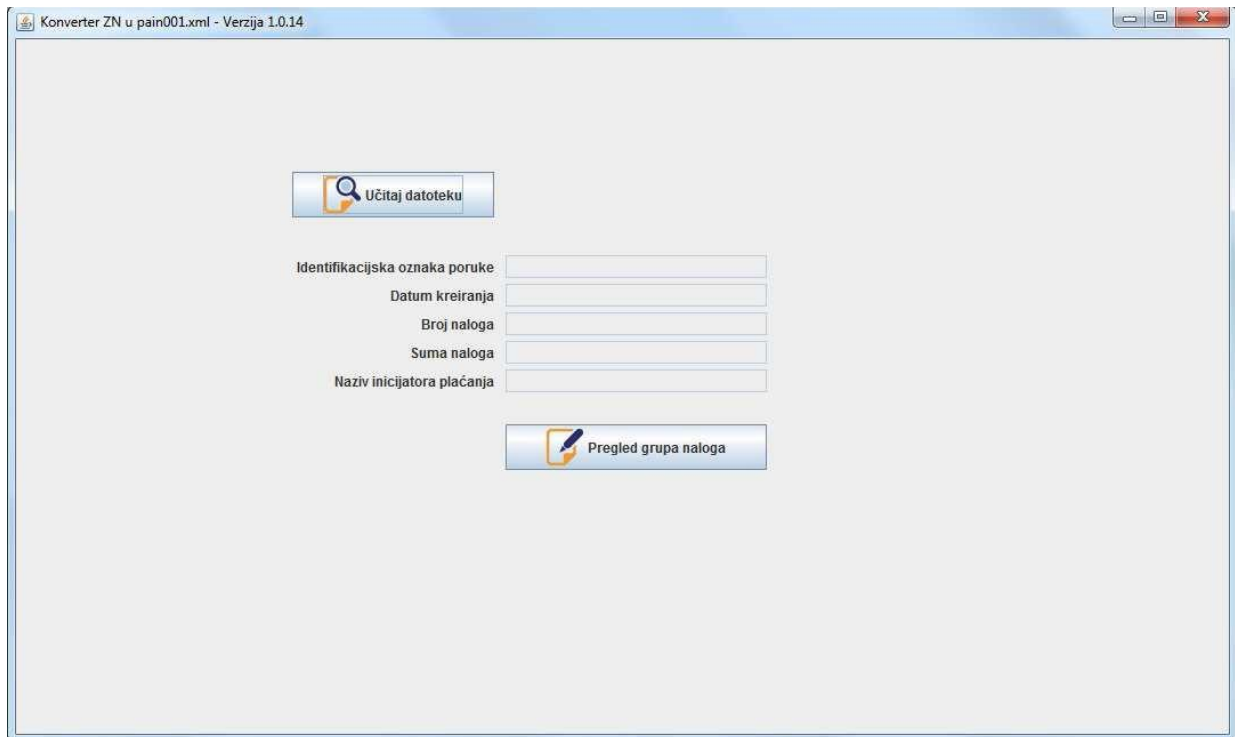 Konverter ZN u pain001.xml - Verzija 1.0.14
Učitaj datoteku
Identifikacijska oznaka poruke
Datum kreiranja
Broj naloga
Suma naloga
Naziv inicijatora plaćanja
Pregled grupa naloga